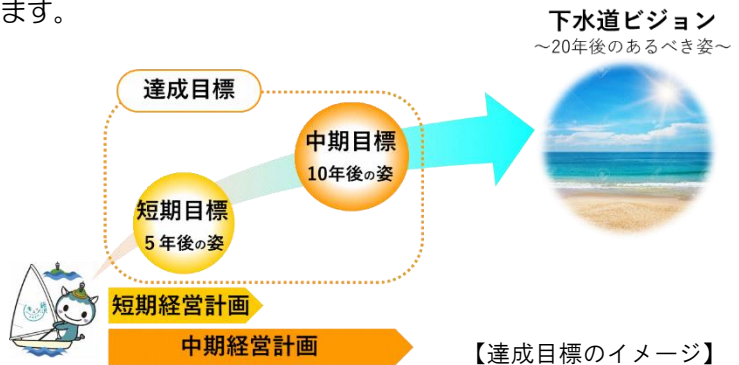 ます。
下水道ビジョン
～20年後のあるべき姿～
達成目標
中期目標
10年後の姿
短期目標
5年後の姿
短期経営計画
中期経営計画
【達成目標のイメージ】